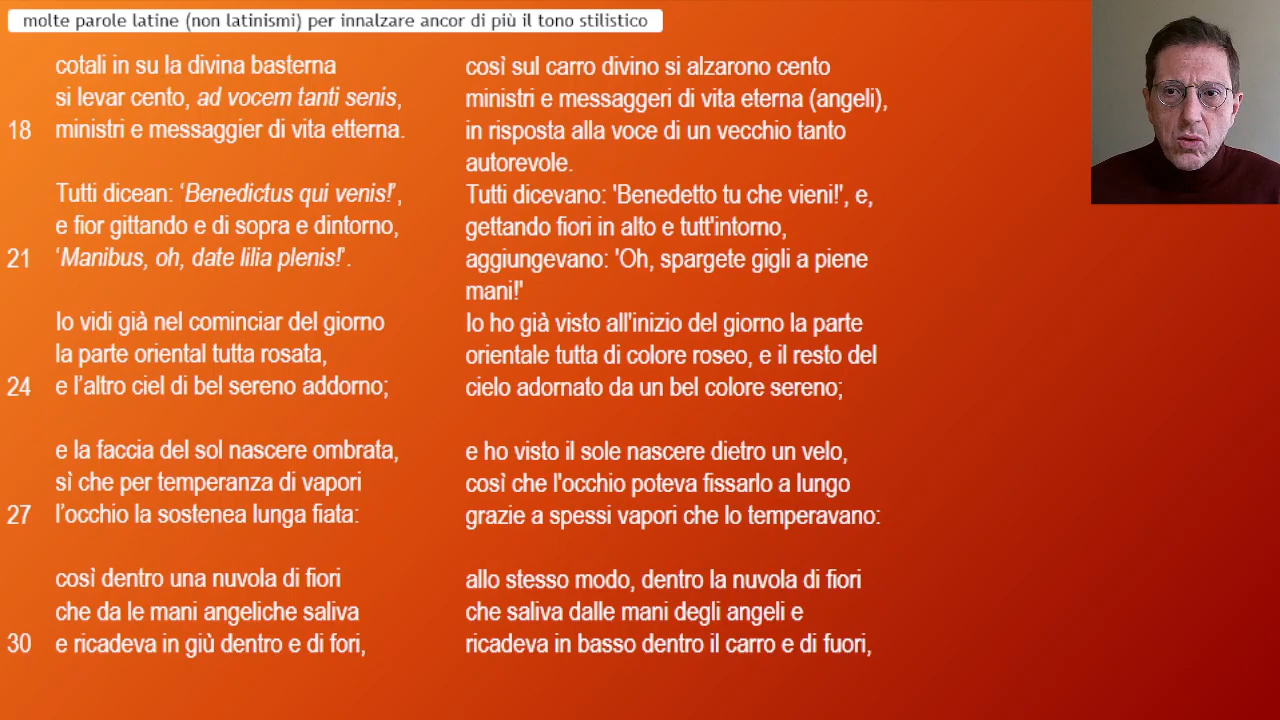 molte parole latine (non latinismi) per innalzare ancor di più il tono stilistico
cotali in su la divina basterna
si levar cento, ad vocem tanti senis,
18 ministri e messaggier di vita etterna.
Tutti dicean: ‘Benedictus qui venis!’,
e fior gittando e di sopra e dintorno,
21 ‘Manibus, oh, date lilia plenis!’.
Io vidi già nel cominciar del giorno
la parte oriental tutta rosata,
24 e l’altro ciel di bel sereno addorno;
e la faccia del sol nascere ombrata,
sì che per temperanza di vapori
27 l’occhio la sostenea lunga fiata:
così dentro una nuvola di fiori
che da le mani angeliche saliva
30 e ricadeva in giù dentro e di fori,
così sul carro divino si alzarono cento
ministri e messaggeri di vita eterna (angeli),
in risposta alla voce di un vecchio tanto
autorevole.
Tutti dicevano: 'Benedetto tu che vieni!', e,
gettando fiori in alto e tutt'intorno,
aggiungevano: 'Oh, spargete gigli a piene
mani!'
Io ho già visto all'inizio del giorno la parte
orientale tutta di colore roseo, e il resto del
cielo adornato da un bel colore sereno;
e ho visto il sole nascere dietro un velo,
così che l'occhio poteva fissarlo a lungo
grazie a spessi vapori che lo temperavano:
allo stesso modo, dentro la nuvola di fiori
che saliva dalle mani degli angeli e
ricadeva in basso dentro il carro e di fuori,